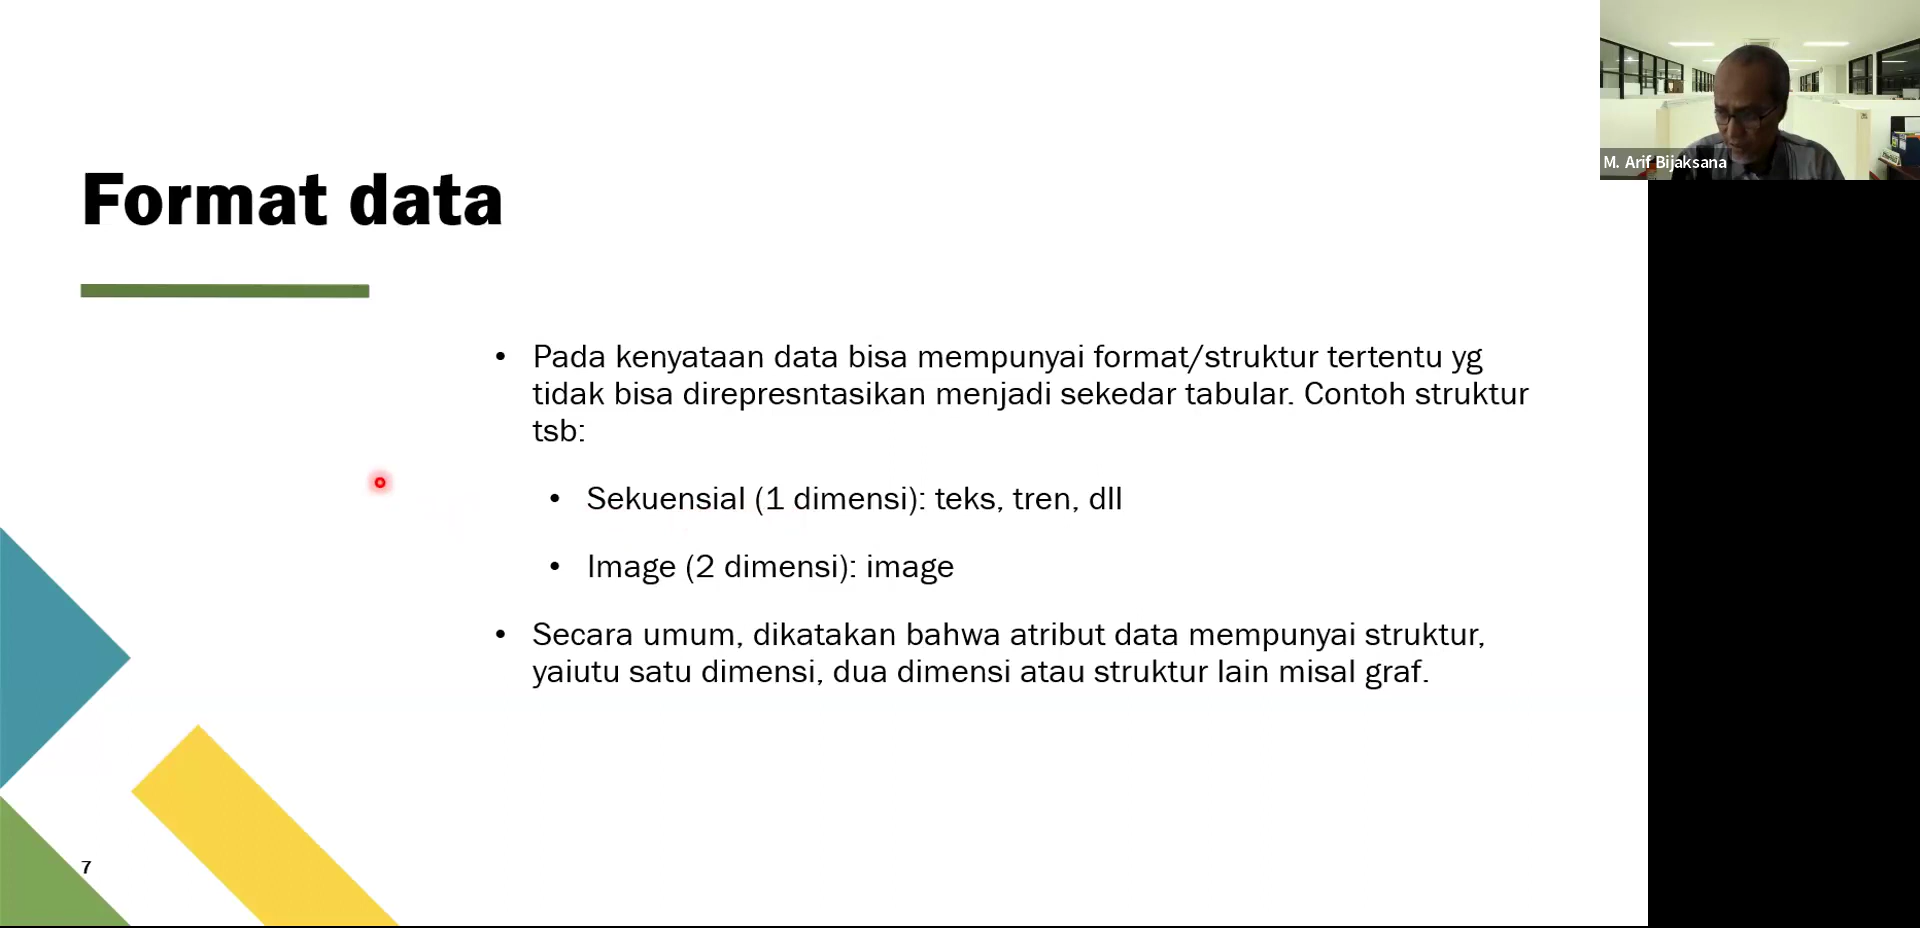 M. Arif Bijaksana
Format data
• Pada kenyataan data bisa mempunyai format/struktur tertentu yg
tidak bisa direpresntasikan menjadi sekedar tabular. Contoh struktur
tsb:
• Sekuensial (1 dimensi): teks, tren, dll
• Image (2 dimensi): image
• Secara umum, dikatakan bahwa atribut data mempunyai struktur,
yaiutu satu dimensi, dua dimensi atau struktur lain misal graf.
7